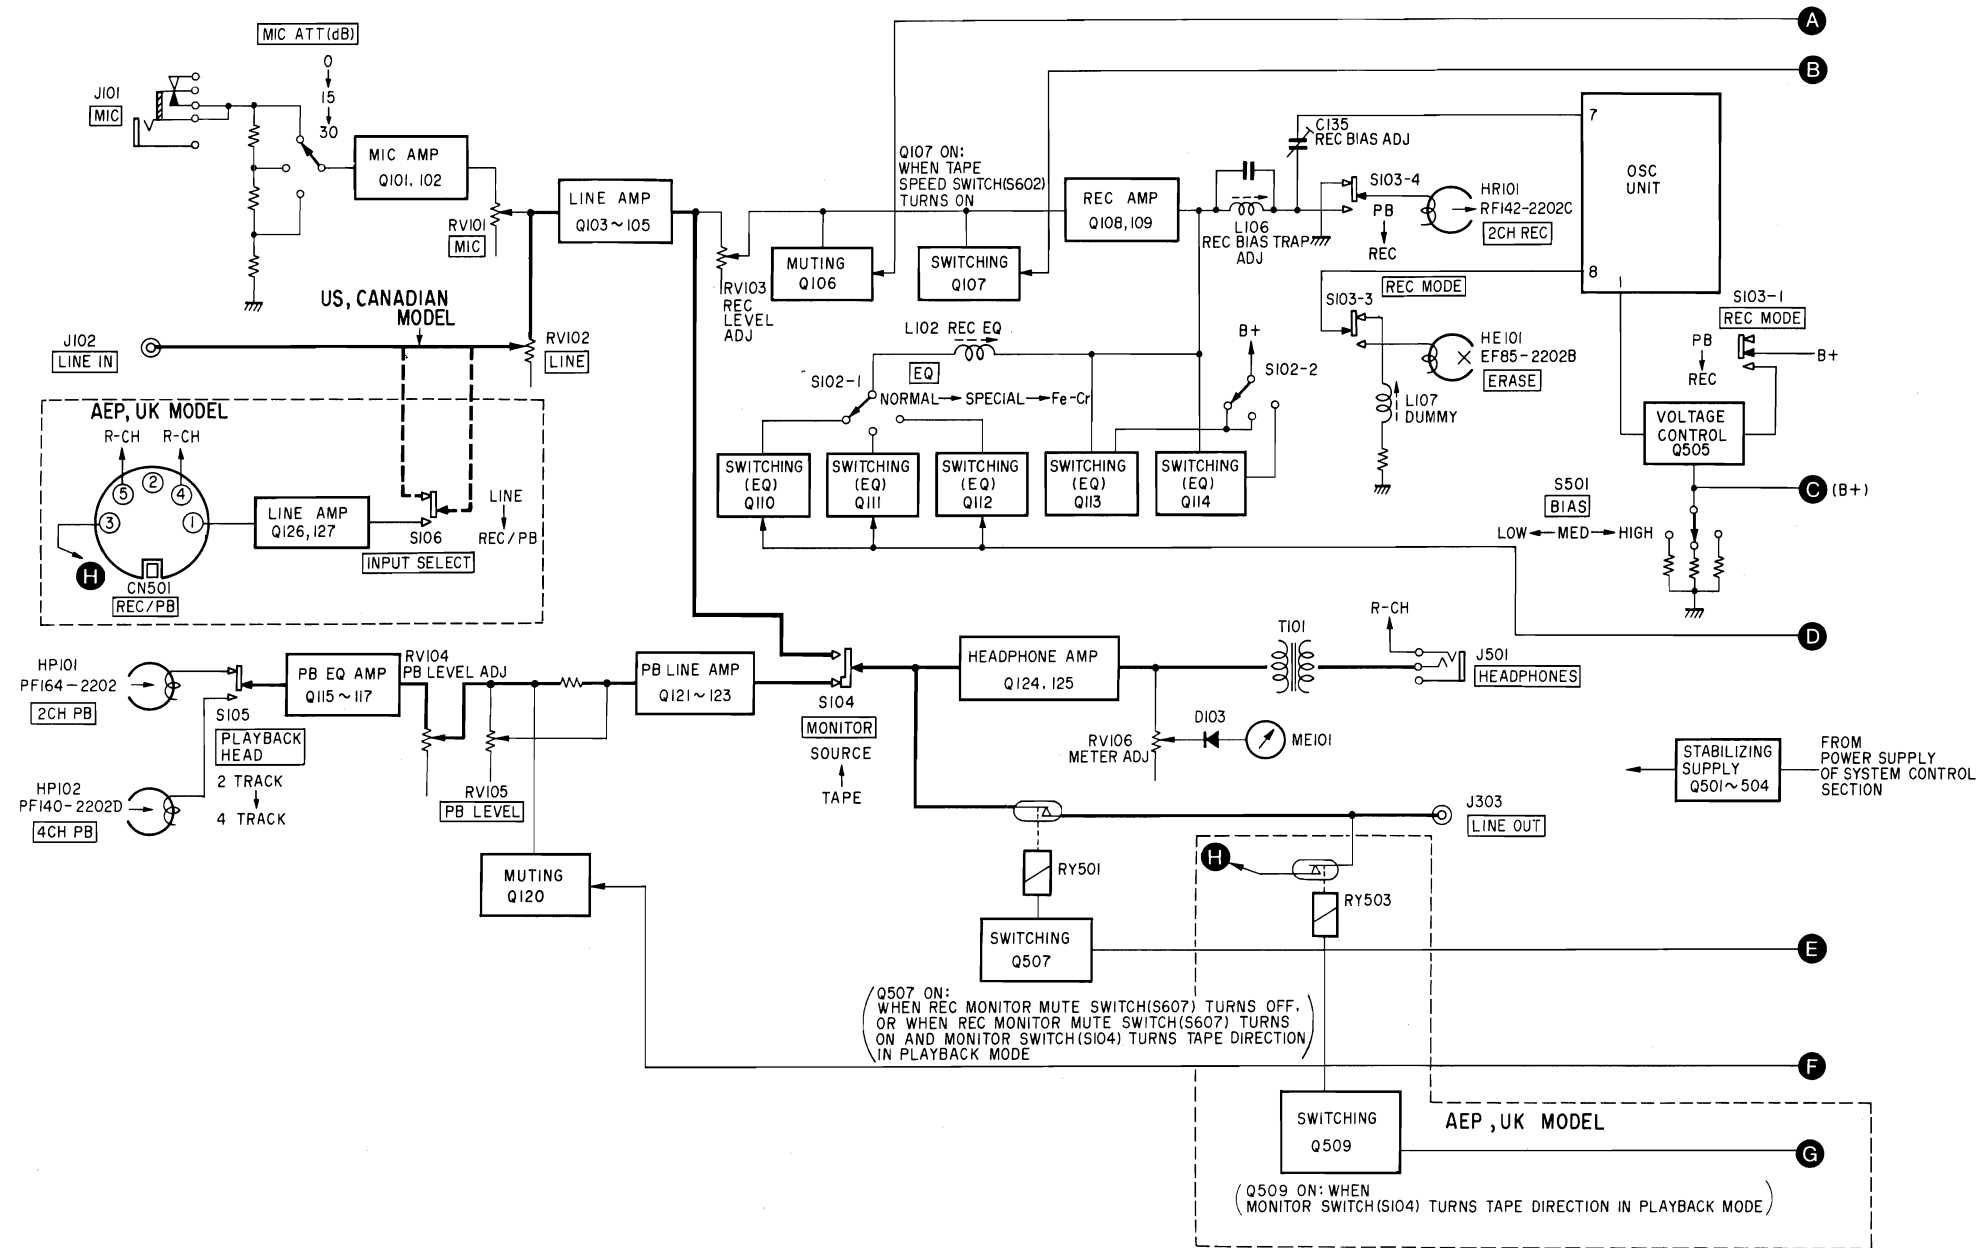 MIC ATT(dB)
0
15
30
J101
MIC
MIC AMP
Q101, 102
RV101
MIC
LINE AMP
Q103~105
Q107 ON:
WHEN TAPE
SPEED SWITCH(S602)
TURNS ON
RV103
REC
LEVEL
ADJ
MUTING
Q106
SWITCHING
Q107
REC AMP
Q108,109
L106
REC BIAS TRAP
ADJ
C135
REC BIAS ADJ
S103-4
PB
REC
HR101
RF142-2202C
2CH REC
7
OSC
UNIT
8
1
REC MODE
S103-3
HE101
EF85-2202B
ERASE
L107
DUMMY
S103-1
REC MODE
PB
REC
B+
VOLTAGE
CONTROL
Q505
S501
BIAS
LOW MED HIGH
A
B
C (B+)
D
US, CANADIAN
MODEL
J102
LINE IN
RV102
LINE
AEP, UK MODEL
R-CH R-CH
5 2 4
3 1
H
CN501
REC/PB
LINE AMP
Q126,127
S106
INPUT SELECT
LINE
REC/PB
L102 REC EQ
S102-1
EQ
NORMAL SPECIAL Fe-Cr
B+
S102-2
SWITCHING
(EQ)
Q110
SWITCHING
(EQ)
Q111
SWITCHING
(EQ)
Q112
SWITCHING
(EQ)
Q113
SWITCHING
(EQ)
Q114
HP101
PF164-2202
2CH PB
HP102
PF140-2202D
4CH PB
S105
PLAYBACK
HEAD
2 TRACK
4 TRACK
PB EQ AMP
Q115~117
RV104
PB LEVEL ADJ
RV105
PB LEVEL
PB LINE AMP
Q121~123
MUTING
Q120
S104
MONITOR
SOURCE
TAPE
HEADPHONE AMP
Q124, 125
T101
R-CH
J501
HEADPHONES
RV106
METER ADJ
D103
ME101
STABILIZING
SUPPLY
Q501~504
FROM
POWER SUPPLY
OF SYSTEM CONTROL
SECTION
J303
LINE OUT
RY501
H
RY503
SWITCHING
Q507
E
(Q507 ON:
WHEN REC MONITOR MUTE SWITCH(S607) TURNS OFF,
OR WHEN REC MONITOR MUTE SWITCH(S607) TURNS
ON AND MONITOR SWITCH(S104) TURNS TAPE DIRECTION
IN PLAYBACK MODE)
F
SWITCHING
Q509
AEP, UK MODEL
G
(Q509 ON: WHEN
MONITOR SWITCH(S104) TURNS TAPE DIRECTION IN PLAYBACK MODE)